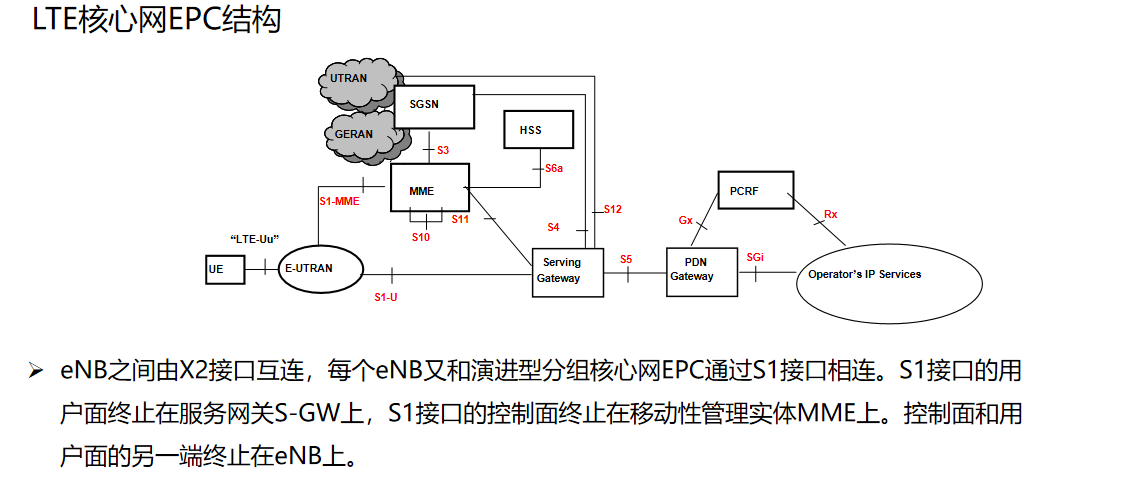 LTE核心网EPC结构
UTRAN
SGSN
GERAN
HSS
S3
S6a
MME
PCRF
S1-MME
S11
S12
Gx
Rx
S10
S4
“LTE-Uu”
UE
E-UTRAN
Serving
Gateway
S5
PDN
Gateway
SGi
Operator's IP Services
S1-U
➢ eNB之间由X2接口互连，每个eNB又和演进型分组核心网EPC通过S1接口相连。S1接口的用
户面终止在服务网关S-GW上，S1接口的控制面终止在移动性管理实体MME上。控制面和用
户面的另一端终止在eNB上。